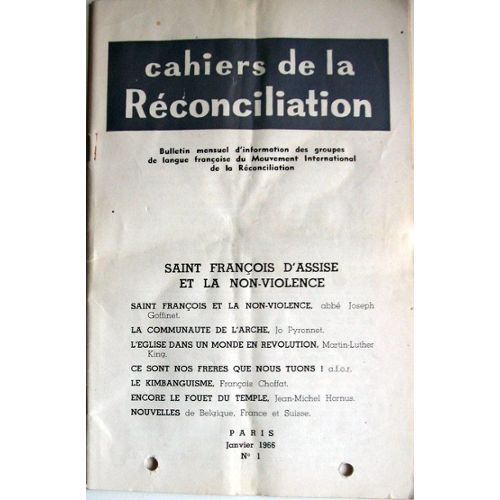 cahiers de la
Réconciliation
Bulletin mensuel d'information des groupes
de langue française du Mouvement International
de la Réconciliation
SAINT FRANÇOIS D'ASSISE
ET LA NON-VIOLENCE
SAINT FRANÇOIS ET LA NON-VIOLENCE, abbé Joseph
Goffinet.
LA COMMUNAUTE DE L'ARCHE, Jo Pyronnet.
L'EGLISE DANS UN MONDE EN REVOLUTION, Martin-Luther
King.
CE SONT NOS FRERES QUE NOUS TUONS ! a.f.o.r.
LE KIMBANGUISME, François Choffat.
ENCORE LE FOUET DU TEMPLE, Jean-Michel Hornus.
NOUVELLES de Belgique, France et Suisse.
PARIS
Janvier 1966
N° 1